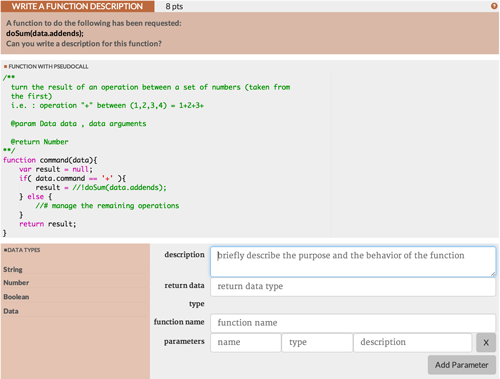 WRITE A FUNCTION DESCRIPTION 8 pts
A function to do the following has been requested:
doSum(data.addends);
Can you write a description for this function?
FUNCTION WITH PSEUDOCALL
/**
turn the result of an operation between a set of numbers (taken from
the first)
i.e. : operation "+" between (1,2,3,4) = 1+2+3+
@param Data data , data arguments
@return Number
**/
function command(data){
var result = null;
if( data.command == '+' ){
result = //!doSum(data.addends);
} else {
//# manage the remaining operations
}
return result;
}
DATA TYPES
String
Number
Boolean
Data
description briefly describe the purpose and the behavior of the function
return data return data type
type
function name function name
parameters name type description X
Add Parameter